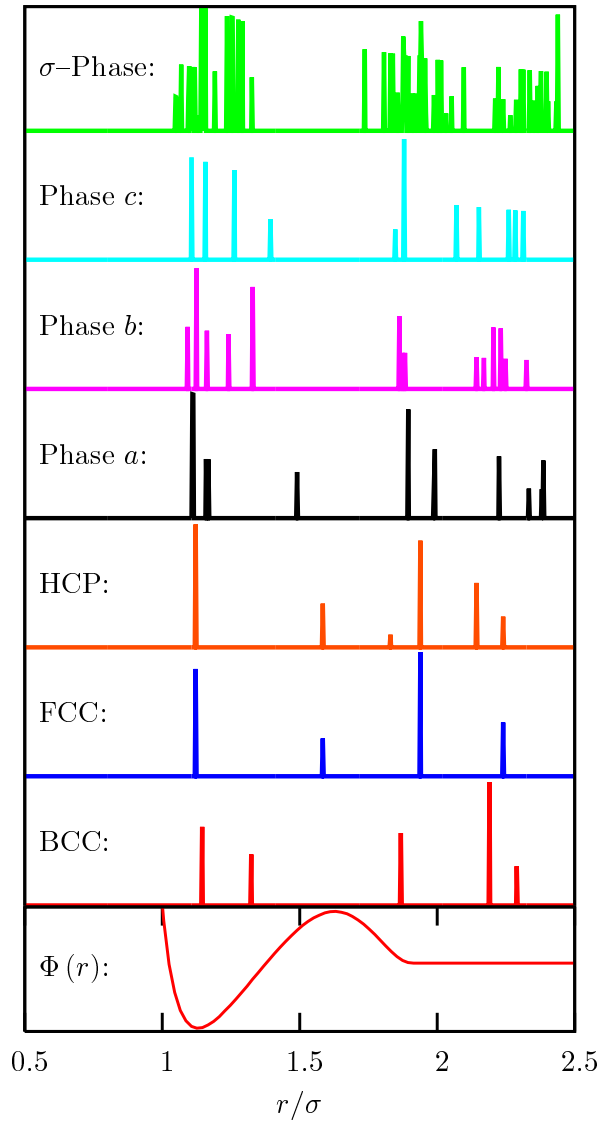 σ–Phase:
Phase c:
Phase b:
Phase a:
HCP:
FCC:
BCC:
Φ (r):
0.5 1 1.5 2 2.5
r/σ